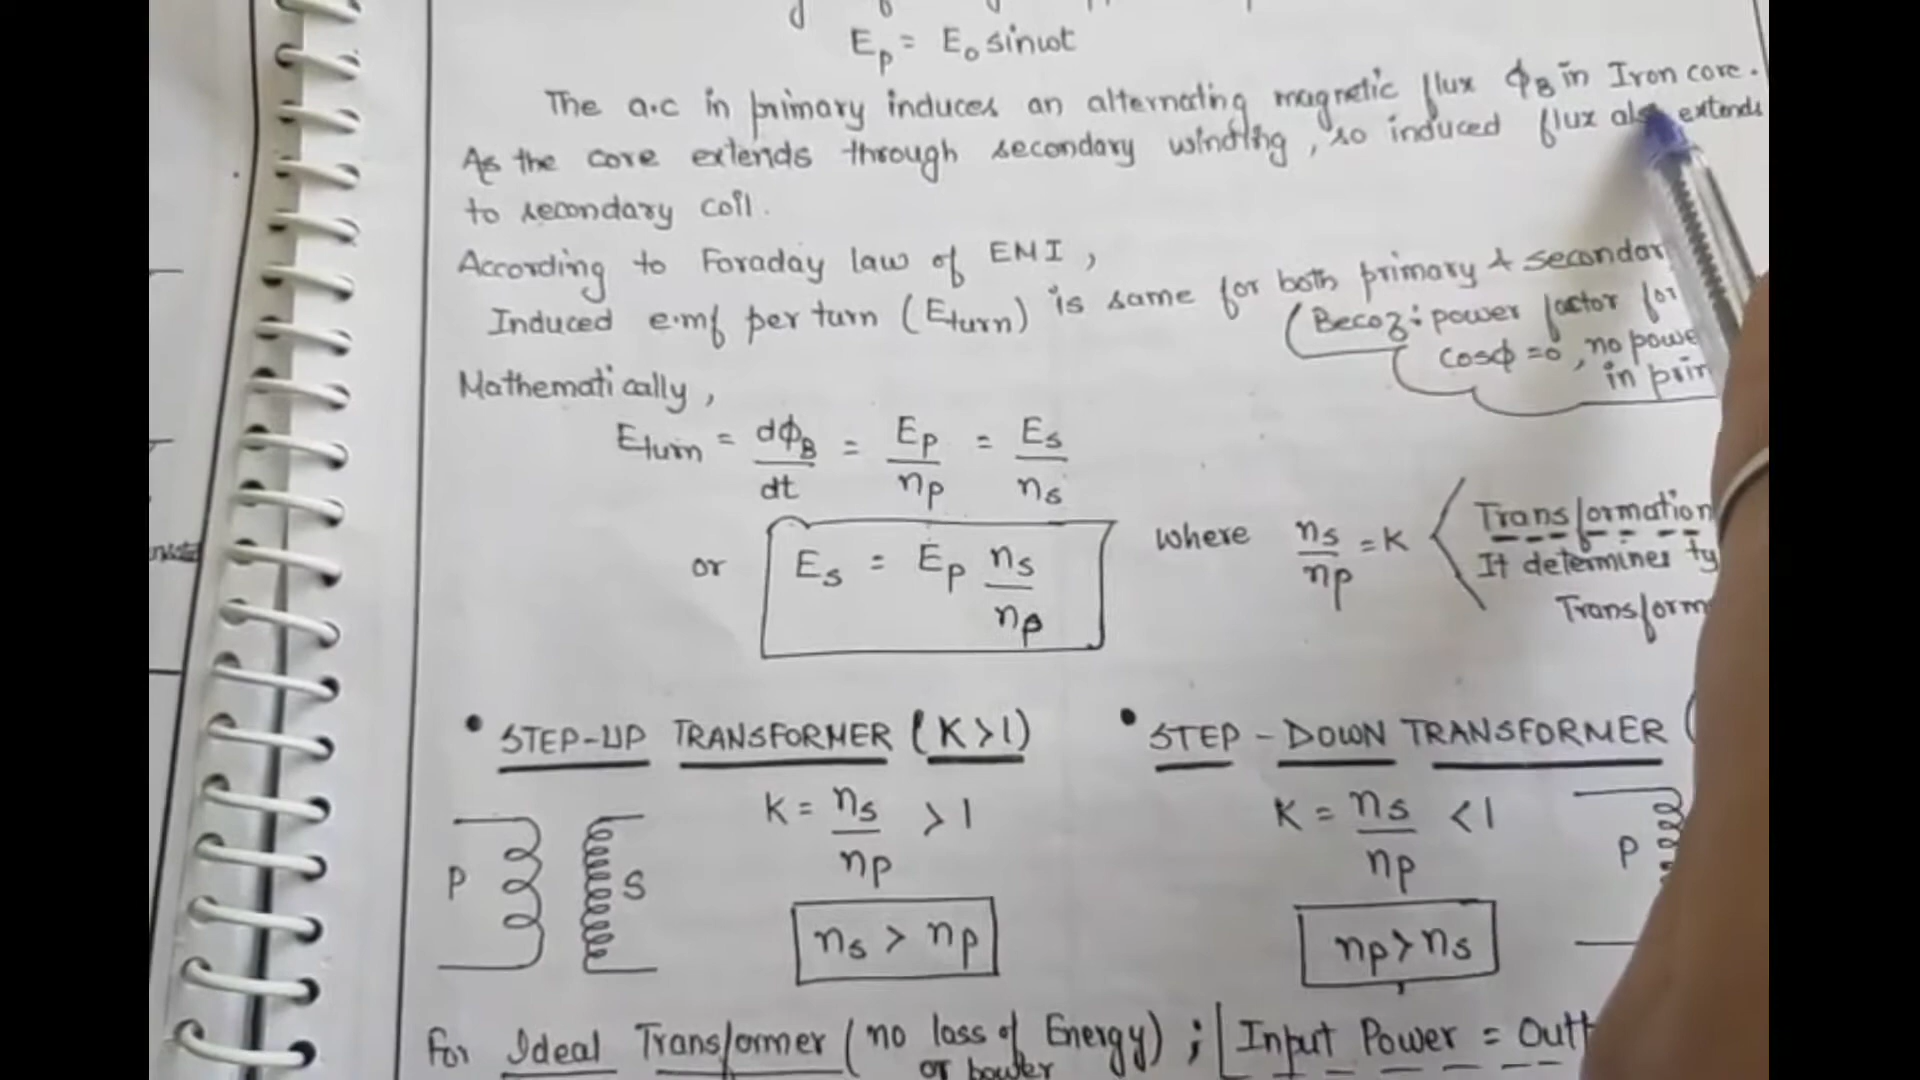 Ep = E₀ sinωt
The a.c in primary induces an alternating magnetic flux ϕB in Iron core.
As the core extends through secondary winding, so induced flux also extends
to secondary coil.
According to Faraday law of EMI,
Induced e.mf per turn (Eturn) is same for both primary & secondar
(Becoz: power factor for
cosϕ = 0, no powe
in prin
Mathematically,
Eturn = dϕB/dt = Ep/np = Es/ns
or Es = Ep ns/np where ns/np = K
Transformation
It determines ty
Transform
• STEP-UP TRANSFORMER (K>1)
K = ns/np > 1
P S
ns > np
• STEP-DOWN TRANSFORMER (
K = ns/np < 1
P
np > ns
For Ideal Transformer (no loss of Energy) ; Input Power = Outp
or power